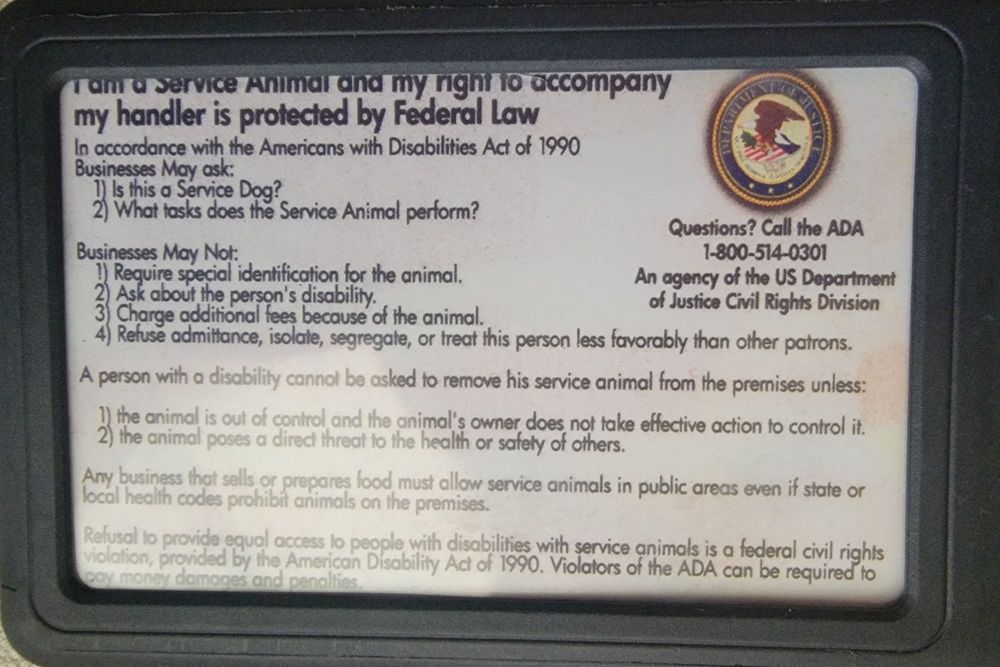 I am a Service Animal and my right to accompany
my handler is protected by Federal Law
In accordance with the Americans with Disabilities Act of 1990
Businesses May ask:
1) Is this a Service Dog?
2) What tasks does the Service Animal perform?
Businesses May Not:
1) Require special identification for the animal.
2) Ask about the person's disability.
3) Charge additional fees because of the animal.
4) Refuse admittance, isolate, segregate, or treat this person less favorably than other patrons.
A person with a disability cannot be asked to remove his service animal from the premises unless:
1) the animal is out of control and the animal's owner does not take effective action to control it.
2) the animal poses a direct threat to the health or safety of others.
Any business that sells or prepares food must allow service animals in public areas even if state or
local health codes prohibit animals on the premises.
Refusal to provide equal access to people with disabilities with service animals is a federal civil rights
violation, provided by the American Disability Act of 1990. Violators of the ADA can be required to
pay money damages and penalties.
DEPARTMENT OF JUSTICE
Questions? Call the ADA
1-800-514-0301
An agency of the US Department
of Justice Civil Rights Division